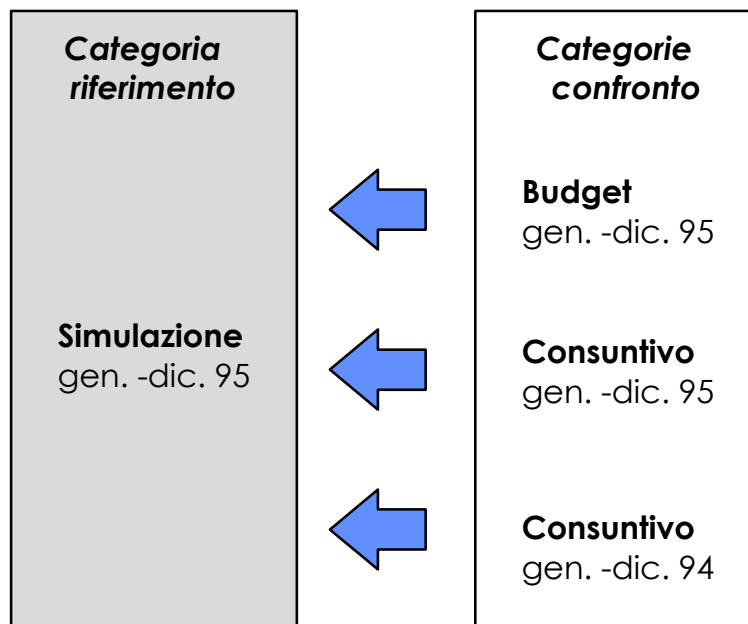 Categoria
riferimento
Simulazione
gen. -dic. 95
Categorie
confronto
Budget
gen. -dic. 95
Consuntivo
gen. -dic. 95
Consuntivo
gen. -dic. 94